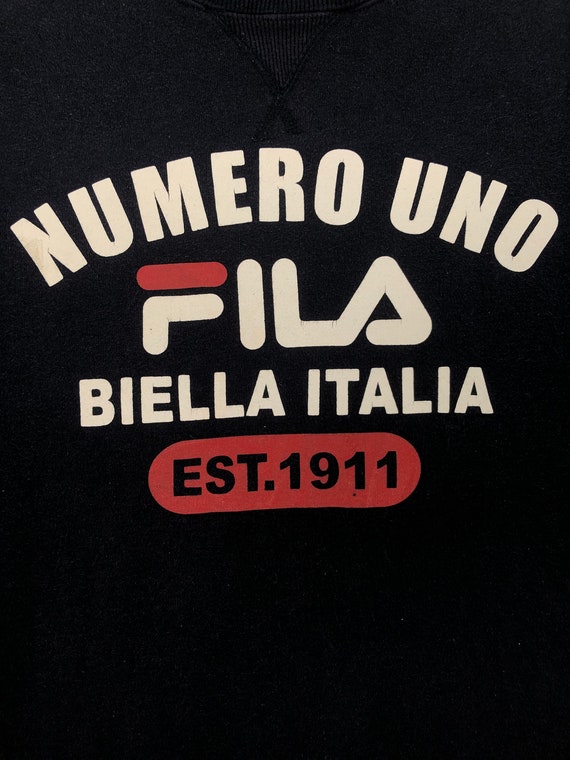 NUMERO UNO
FILA
BIELLA ITALIA
EST.1911